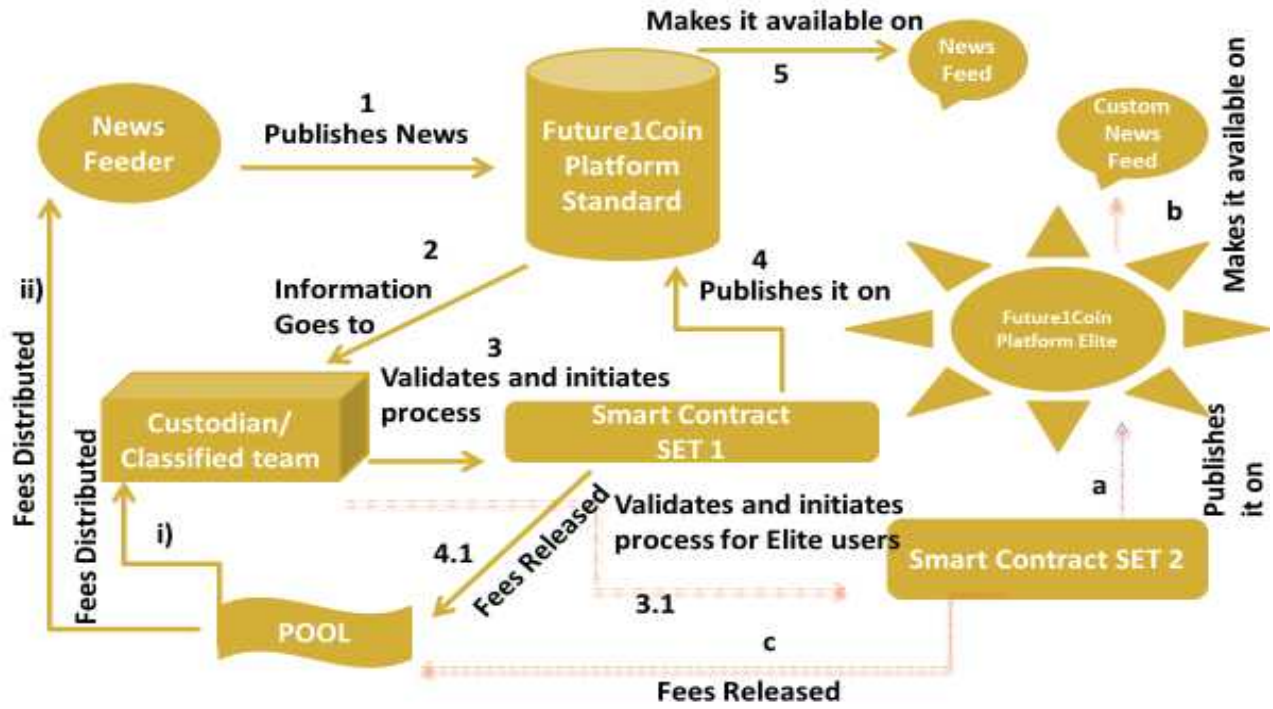 Makes it available on
5
News
Feed
1
Publishes News
News
Feeder
Future1Coin
Platform
Standard
Custom
News
Feed
Makes it available on
b
2
Information
Goes to
4
Publishes it on
Future1Coin
Platform Elite
ii)
Fees Distributed
3
Validates and initiates
process
Custodian/
Classified team
Smart Contract
SET 1
Publishes
it on
a
Fees Distributed
i)
4.1
Fees Released
Validates and initiates
process for Elite users
3.1
Smart Contract SET 2
POOL
c
Fees Released